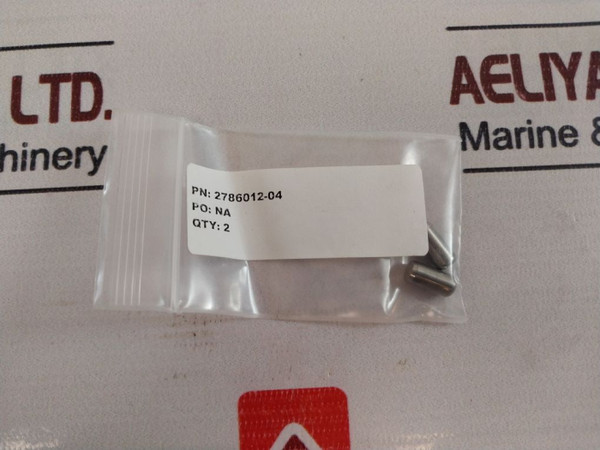 LTD.
hinery
AELIYA
Marine &
PN: 2786012-04
PO: NA
QTY: 2